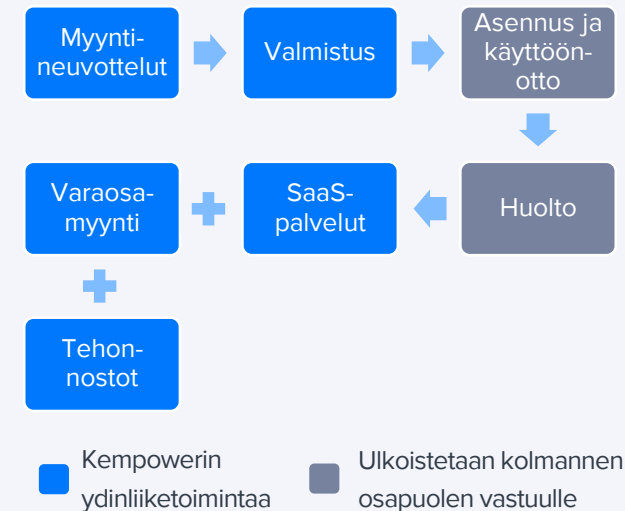 Myynti-
neuvottelut
Valmistus
Asennus ja
käyttöön-
otto
Varaosa-
myynti
SaaS-
palvelut
Huolto
Tehon-
nostot
Kempowerin
ydinliiketoimintaa
Ulkoistetaan kolmannen
osapuolen vastuulle